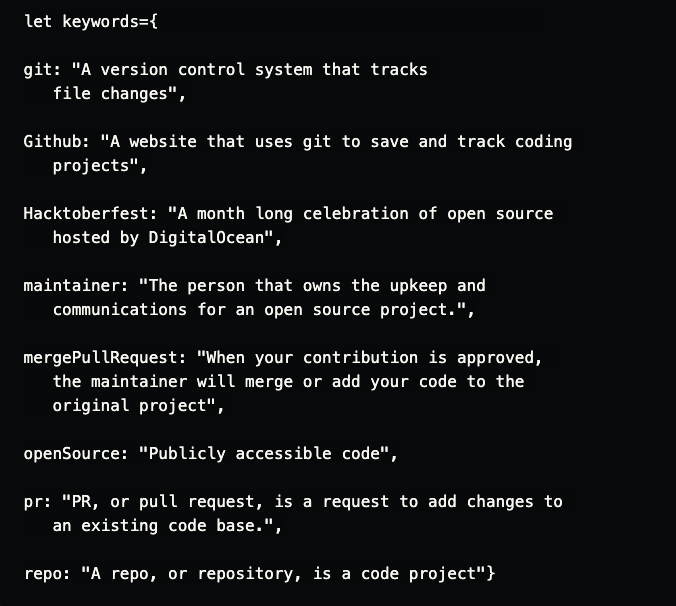 let keywords={
git: "A version control system that tracks
file changes",
Github: "A website that uses git to save and track coding
projects",
Hacktoberfest: "A month long celebration of open source
hosted by DigitalOcean",
maintainer: "The person that owns the upkeep and
communications for an open source project.",
mergePullRequest: "When your contribution is approved,
the maintainer will merge or add your code to the
original project",
openSource: "Publicly accessible code",
pr: "PR, or pull request, is a request to add changes to
an existing code base.",
repo: "A repo, or repository, is a code project"}